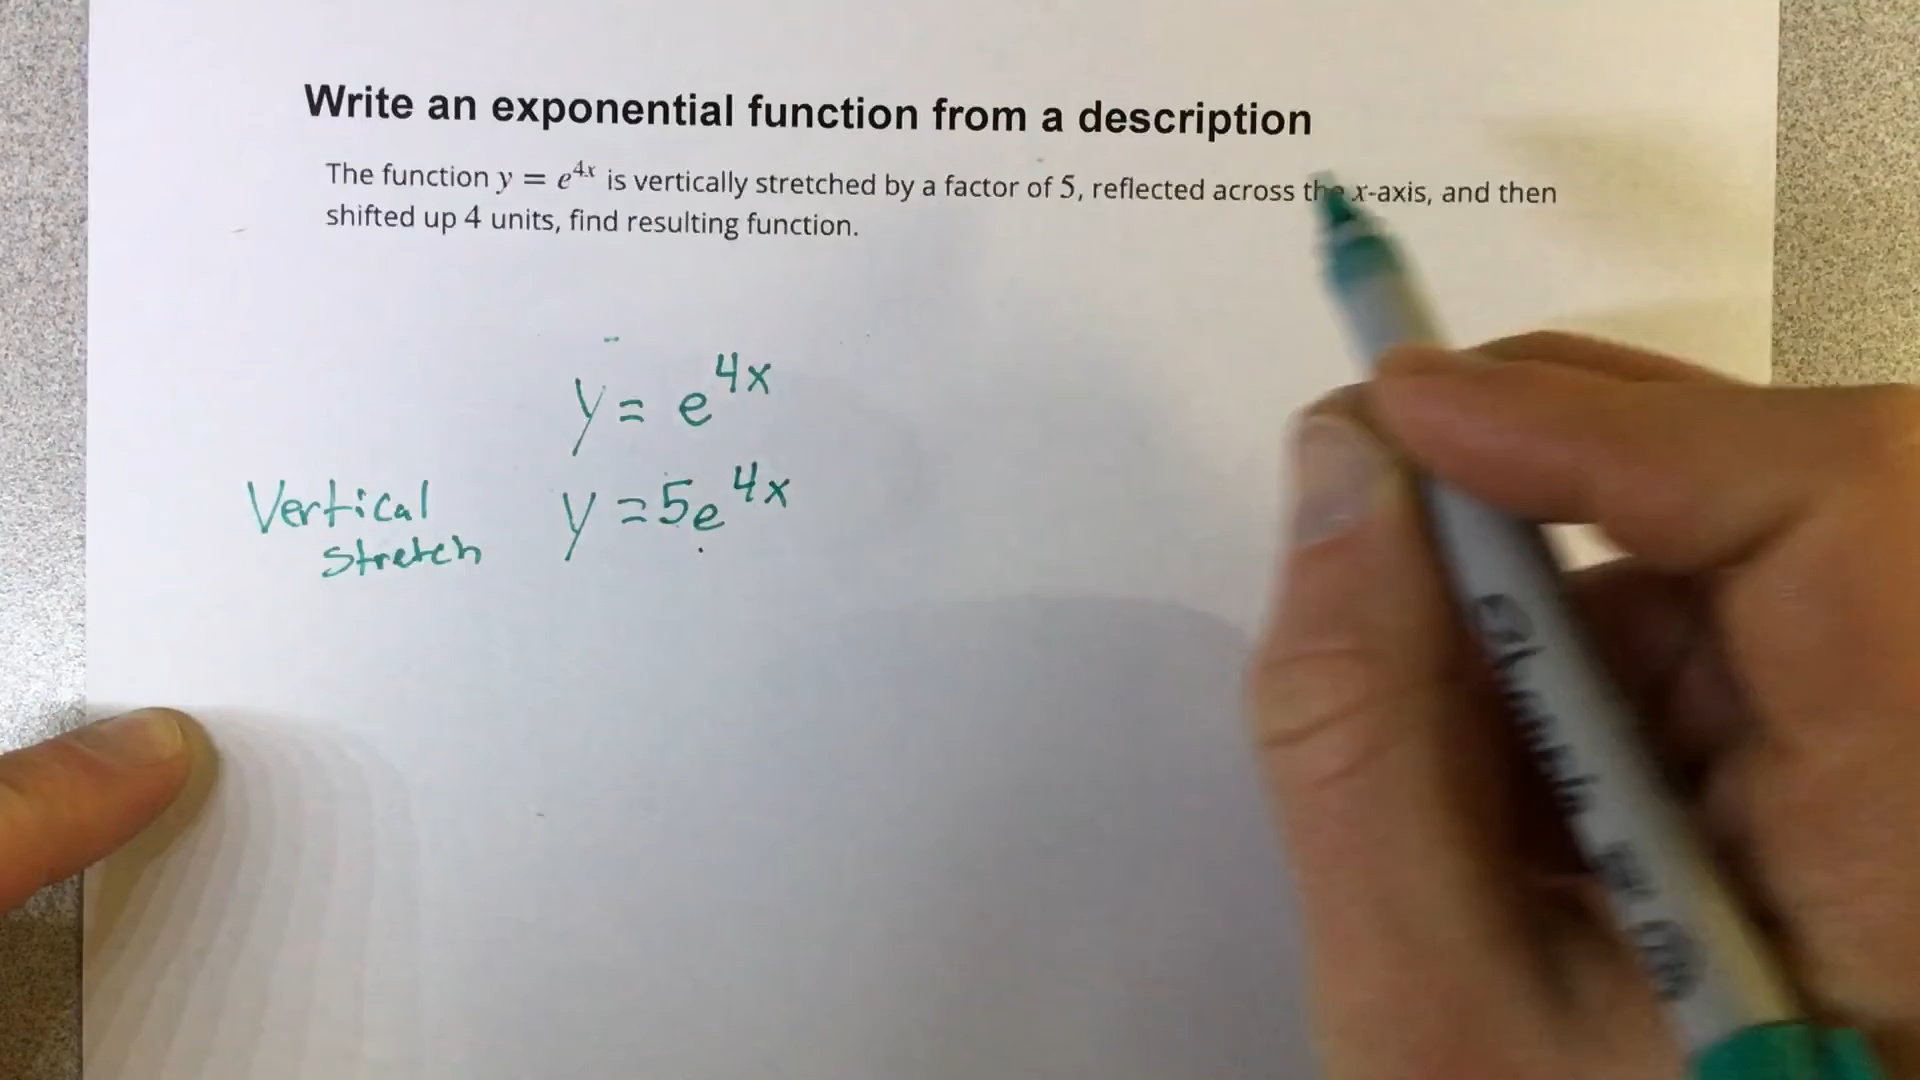 Write an exponential function from a description
The function y = e^{4x} is vertically stretched by a factor of 5, reflected across the x-axis, and then
shifted up 4 units, find resulting function.
y = e^{4x}
Vertical y = 5e^{4x}
stretch